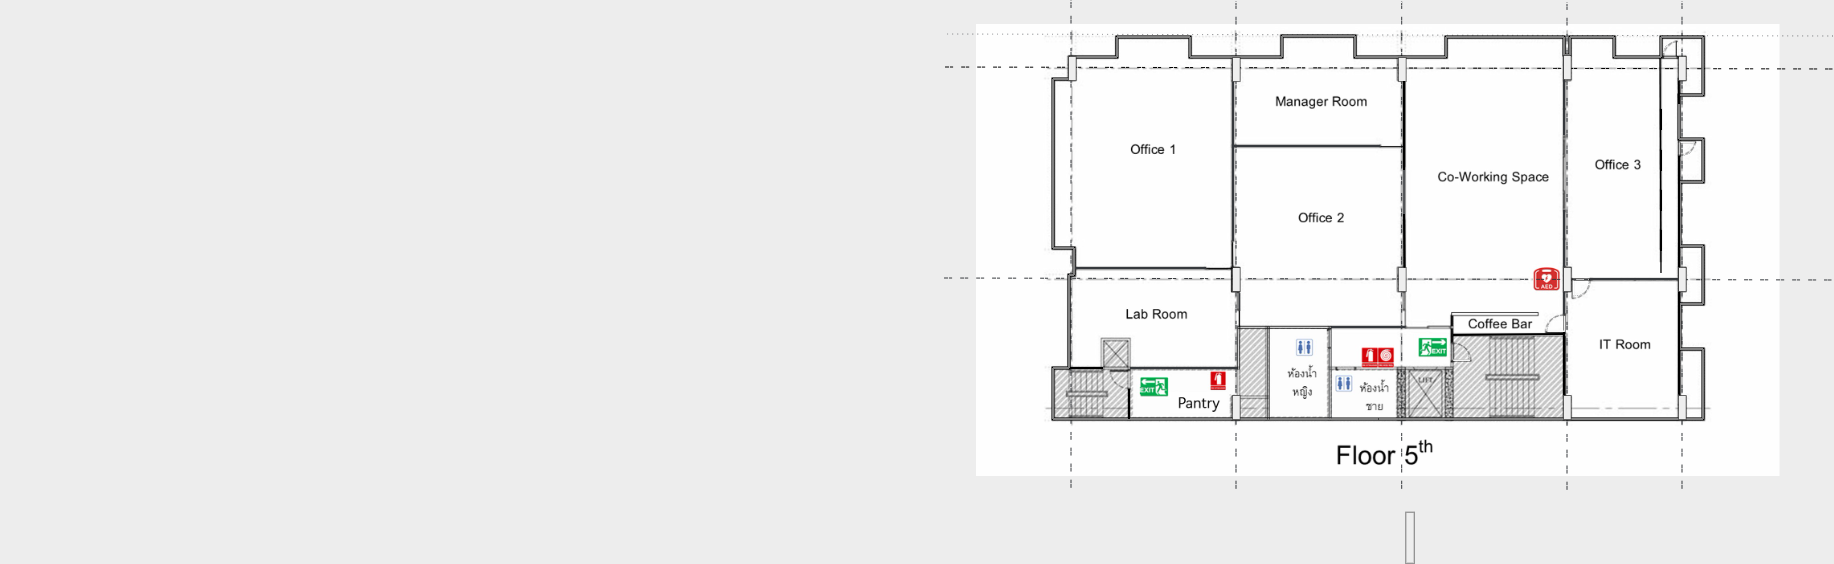 Manager Room
Office 1
Office 3
Co-Working Space
Office 2
AED
Lab Room
Coffee Bar
IT Room
EXIT
ห้องน้ำ
หญิง
LIFT
EXIT
ห้องน้ำ
ชาย
Pantry
Floor 5th